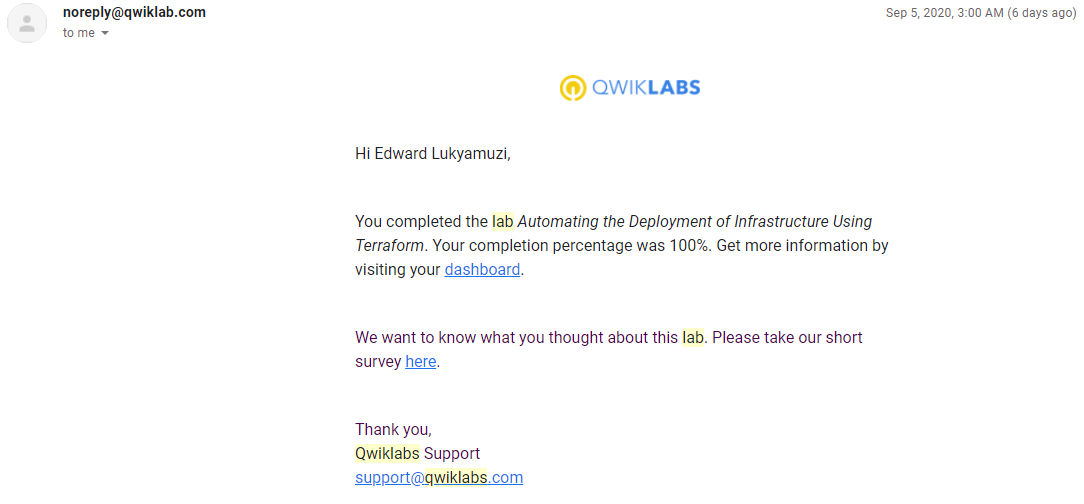 noreply@qwiklab.com
Sep 5, 2020, 3:00 AM (6 days ago)
to me
QWIKLABS
Hi Edward Lukyamuzi,
You completed the lab Automating the Deployment of Infrastructure Using
Terraform. Your completion percentage was 100%. Get more information by
visiting your dashboard.
We want to know what you thought about this lab. Please take our short
survey here.
Thank you,
Qwiklabs Support
support@qwiklabs.com